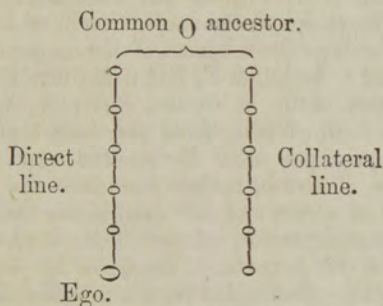 Common O ancestor.
Direct line.
Collateral line.
Ego.